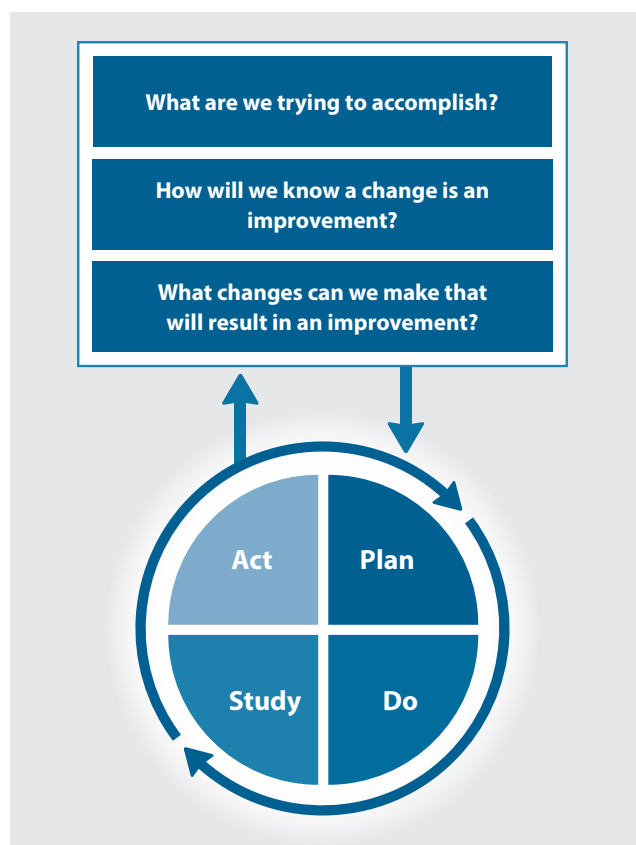 What are we trying to accomplish?
How will we know a change is an
improvement?
What changes can we make that
will result in an improvement?
Act
Plan
Study
Do